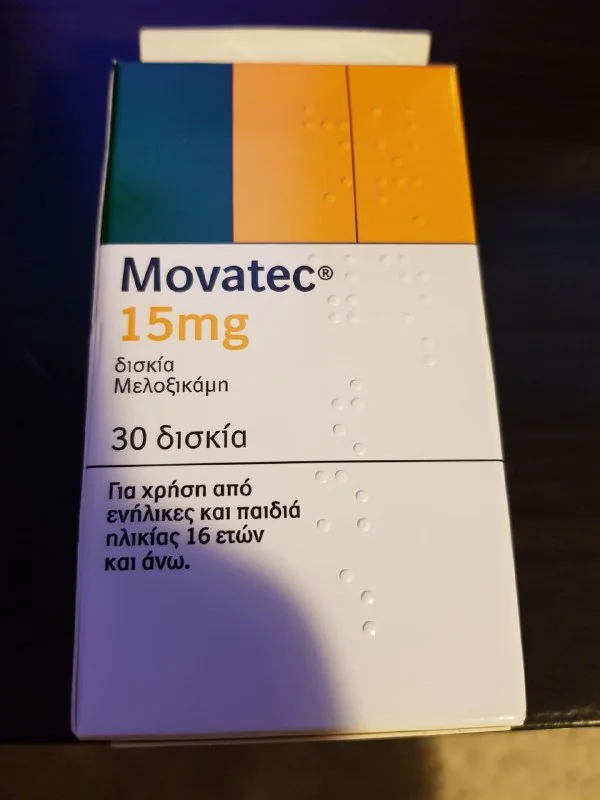 Movatec®
15mg
δισκία
Μελοξικάμη
30 δισκία
Για χρήση από
ενήλικες και παιδιά
ηλικίας 16 ετών
και άνω.